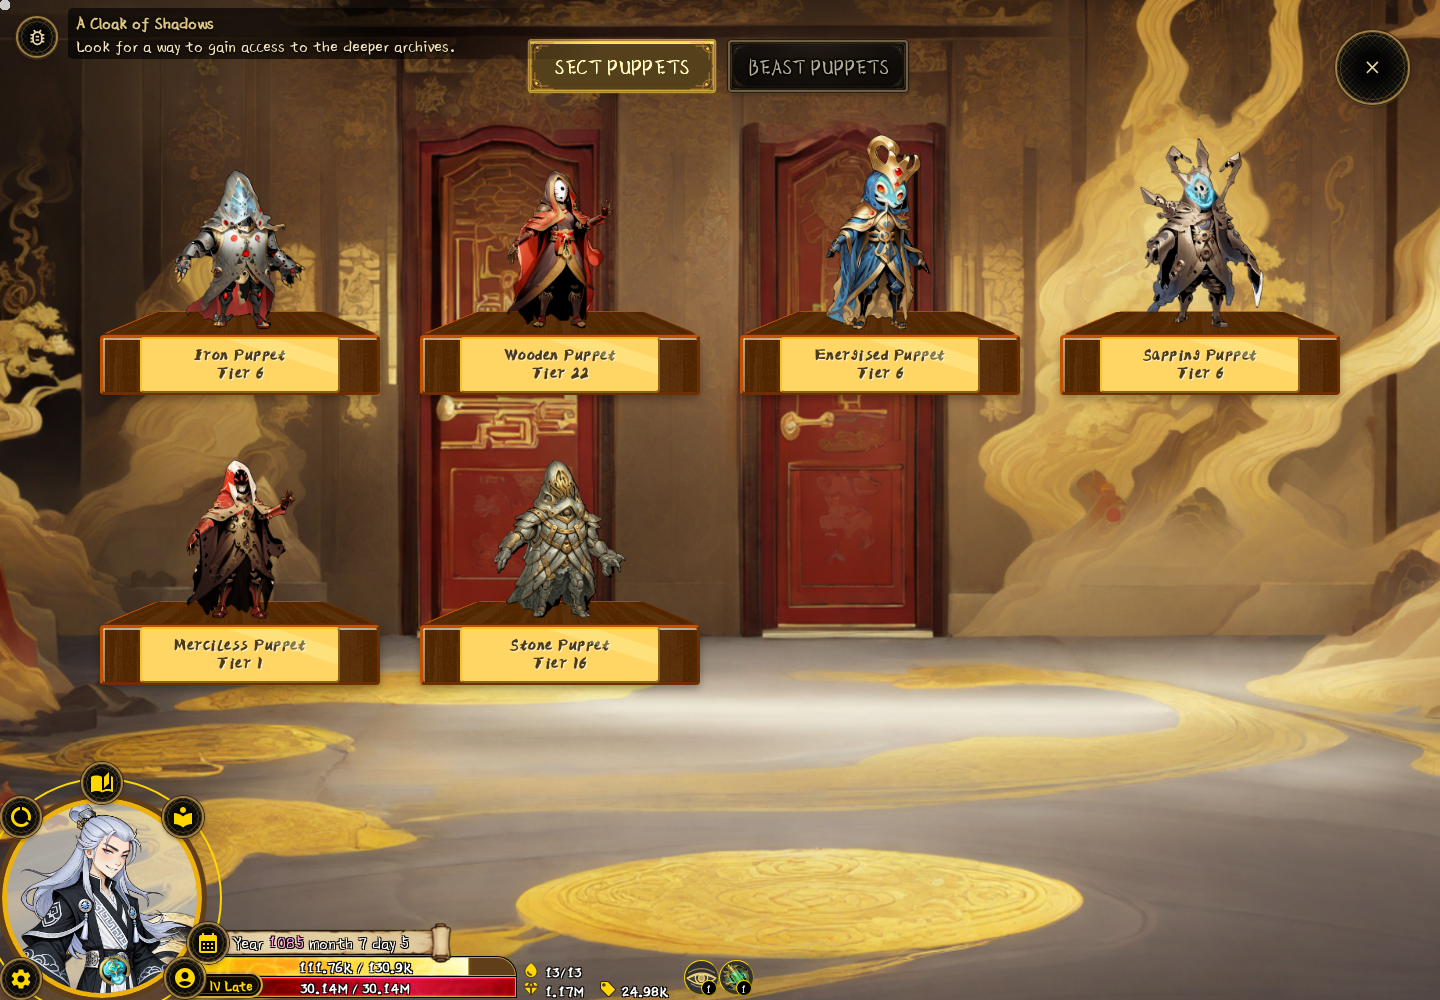 A Cloak of Shadows
Look for a way to gain access to the deeper archives.
SECT PUPPETS
BEAST PUPPETS
Iron Puppet
Tier 6
Wooden Puppet
Tier 22
Energised Puppet
Tier 6
Sapping Puppet
Tier 6
Merciless Puppet
Tier 1
Stone Puppet
Tier 16
Year 1085 month 7 day 5
111.76K / 130.9K
13/13
IV Late
30.14M / 30.14M
1.17M
24.98K
1
1